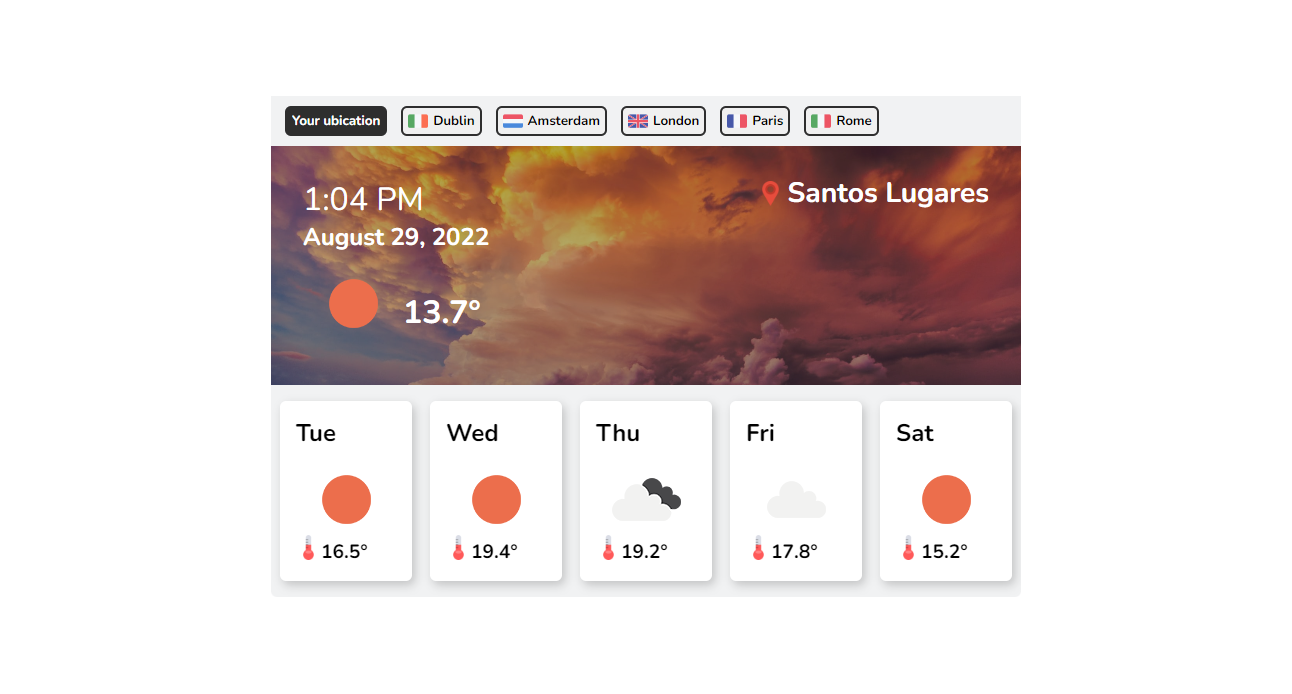 Your ubication Dublin Amsterdam London Paris Rome
1:04 PM
Santos Lugares
August 29, 2022
13.7°
Tue Wed Thu Fri Sat
16.5° 19.4° 19.2° 17.8° 15.2°